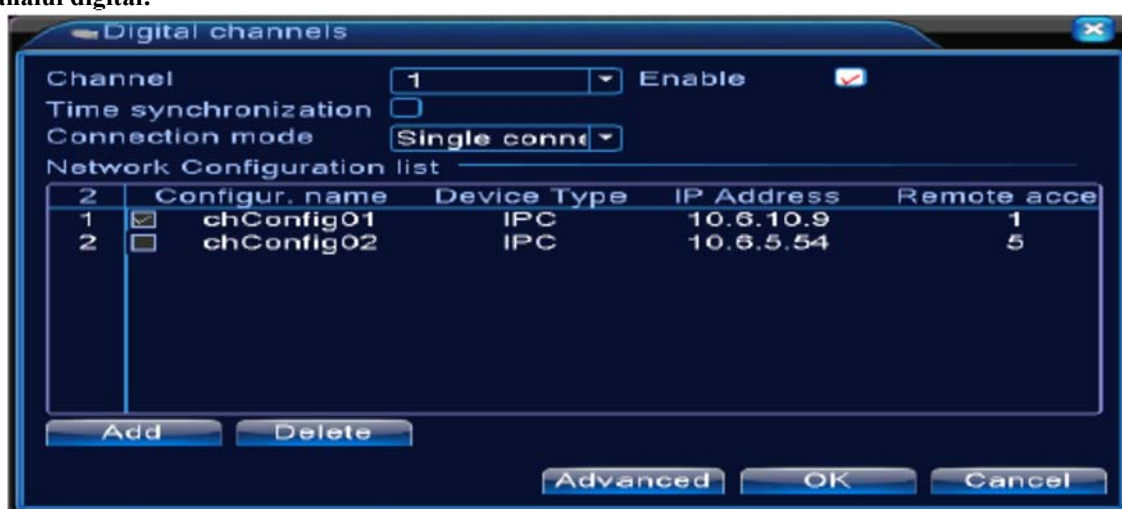 digital.
Digital channels
Channel 1 Enable
Time synchronization
Connection mode Single conne
Network Configuration list
2 Configur. name Device Type IP Address Remote acce
1 chConfig01 IPC 10.6.10.9 1
2 chConfig02 IPC 10.6.5.54 5
Add Delete
Advanced OK Cancel